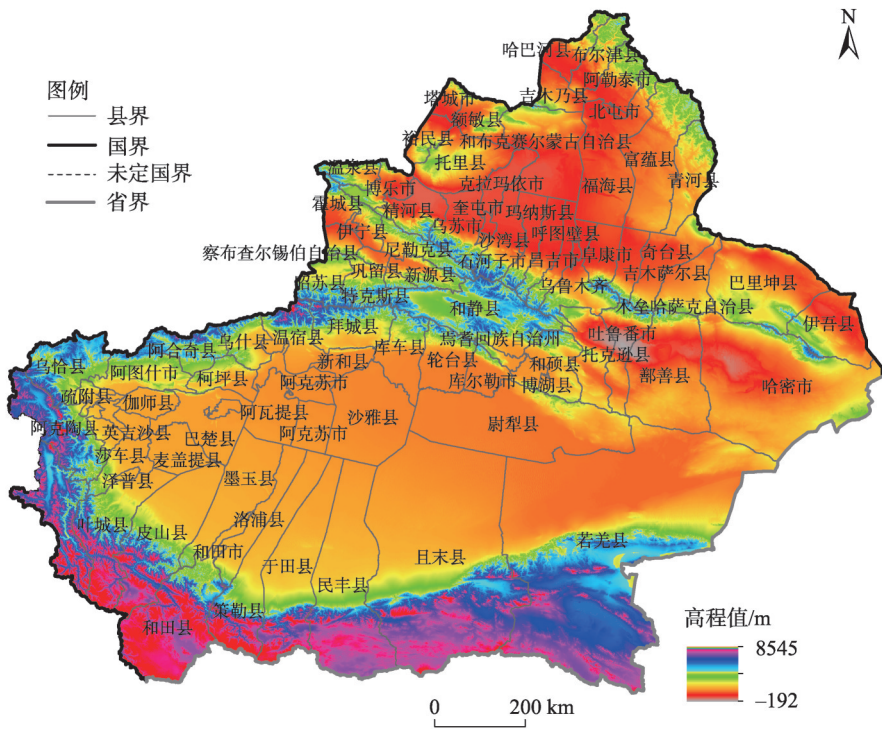 N
图例
县界
国界
未定国界
省界
哈巴河县
布尔津县
阿勒泰市
吉木乃县
北屯市
塔城市
额敏县
裕民县
和布克赛尔蒙古自治县
托里县
富蕴县
青河县
福海县
克拉玛依市
温泉县
博乐市
霍城县
精河县
奎屯市
玛纳斯县
乌苏市
呼图壁县
伊宁县
沙湾县
察布查尔锡伯自治县
尼勒克县
石河子市
昌吉市
阜康市
奇台县
吉木萨尔县
巩留县
新源县
乌鲁木齐
巴里坤县
昭苏县
特克斯县
和静县
木垒哈萨克自治县
伊吾县
拜城县
焉耆回族自治州
吐鲁番市
托克逊县
乌什县
温宿县
库车县
阿合奇县
新和县
轮台县
和硕县
鄯善县
哈密市
乌恰县
阿图什市
柯坪县
阿克苏市
库尔勒市
博湖县
疏附县
伽师县
阿瓦提县
沙雅县
尉犁县
阿克陶县
英吉沙县
巴楚县
阿克苏市
莎车县
麦盖提县
泽普县
墨玉县
叶城县
皮山县
洛浦县
和田市
于田县
民丰县
且末县
若羌县
策勒县
和田县
高程值/m
8545
–192
0
200 km